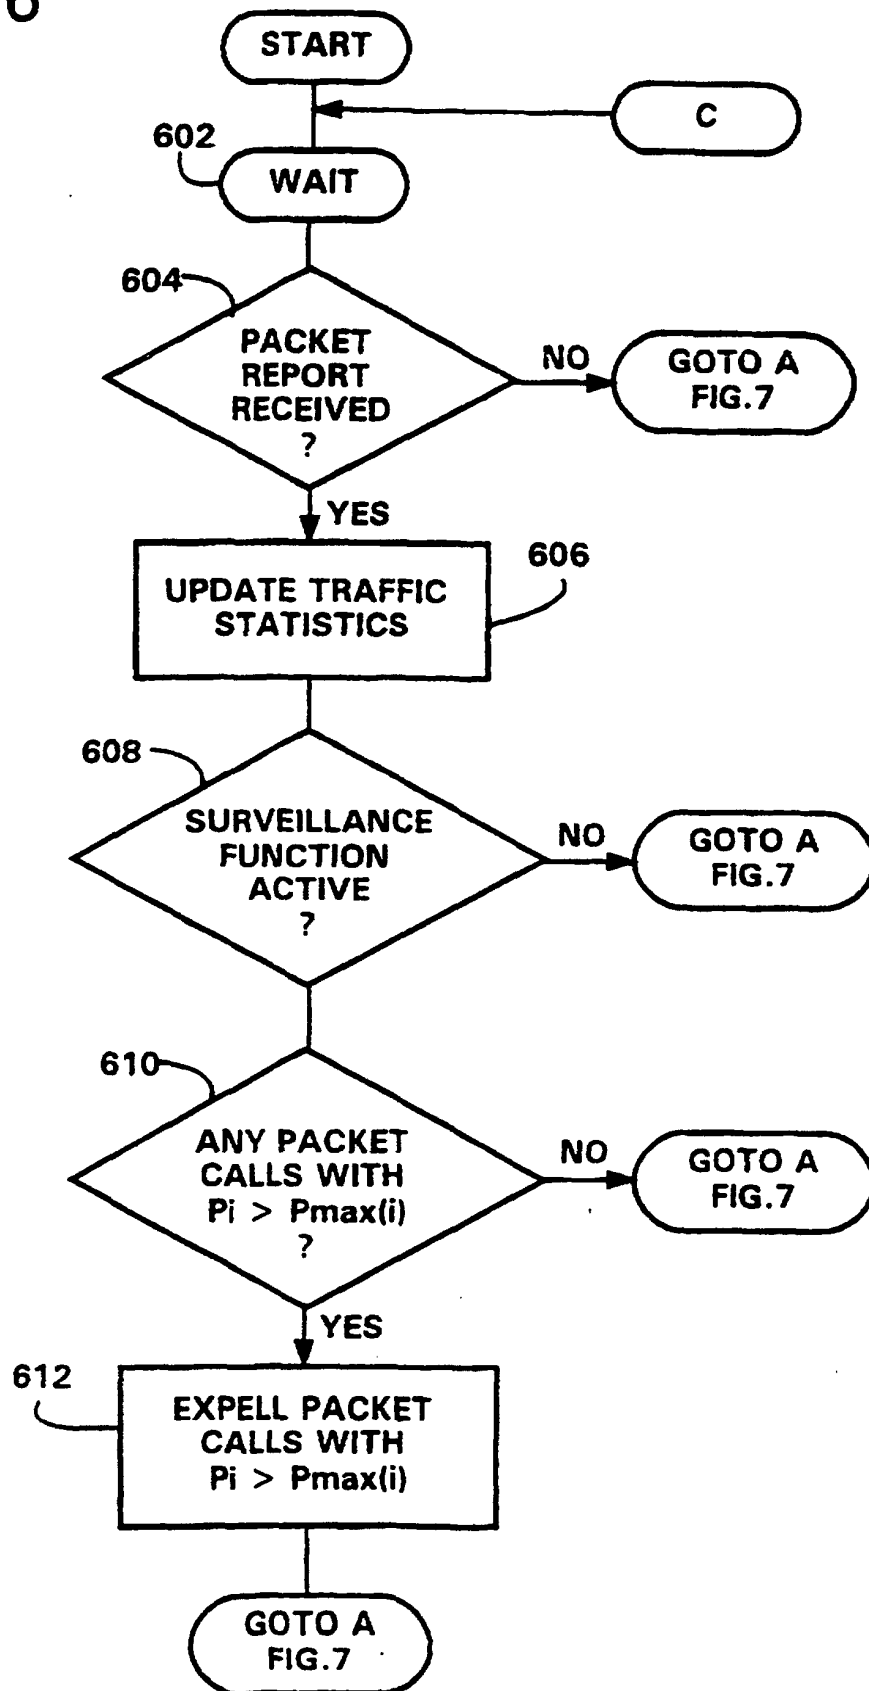 START
C
602
WAIT
604
PACKET
REPORT
RECEIVED
?
NO
GOTO A
FIG.7
YES
606
UPDATE TRAFFIC
STATISTICS
608
SURVEILLANCE
FUNCTION
ACTIVE
?
NO
GOTO A
FIG.7
610
ANY PACKET
CALLS WITH
Pi > Pmax(i)
?
NO
GOTO A
FIG.7
YES
612
EXPELL PACKET
CALLS WITH
Pi > Pmax(i)
GOTO A
FIG.7